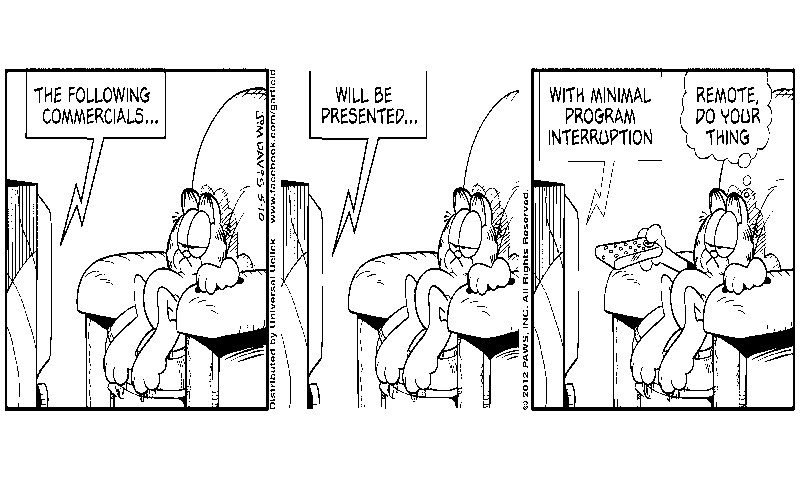 THE FOLLOWING
COMMERCIALS...
JIM DAVIS 5·10
Distributed by Universal Uclick www.facebook.com/garfield
WILL BE
PRESENTED...
© 2012 PAWS, INC. All Rights Reserved.
WITH MINIMAL
PROGRAM
INTERRUPTION
REMOTE,
DO YOUR
THING